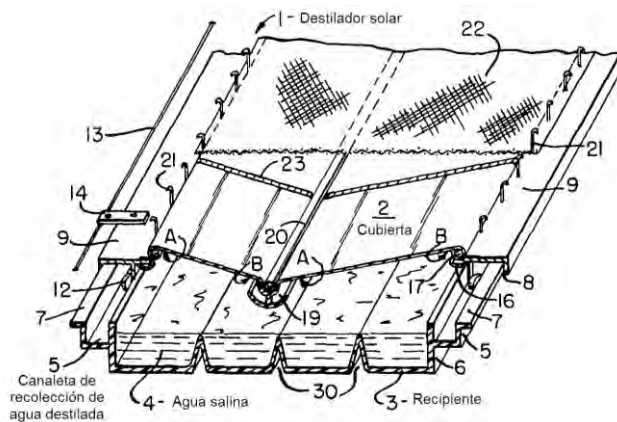 1- Destilador solar
22
13
21
23
21
14
2
Cubierta
9
9
20
A
B
A
B
12
17
16
8
7
19
7
5
5
6
Canaleta de
recolección de
agua destilada
4- Agua salina
30
3- Recipiente